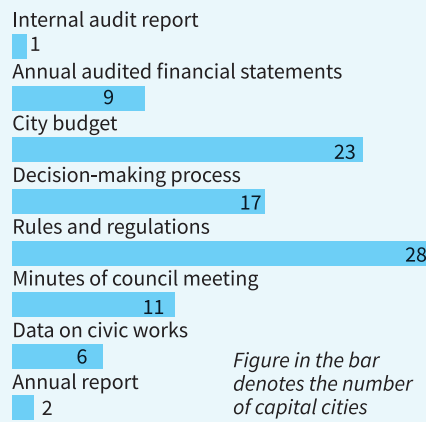 Internal audit report
1
Annual audited financial statements
9
City budget
23
Decision-making process
17
Rules and regulations
28
Minutes of council meeting
11
Data on civic works
6
Annual report
2
Figure in the bar
denotes the number
of capital cities